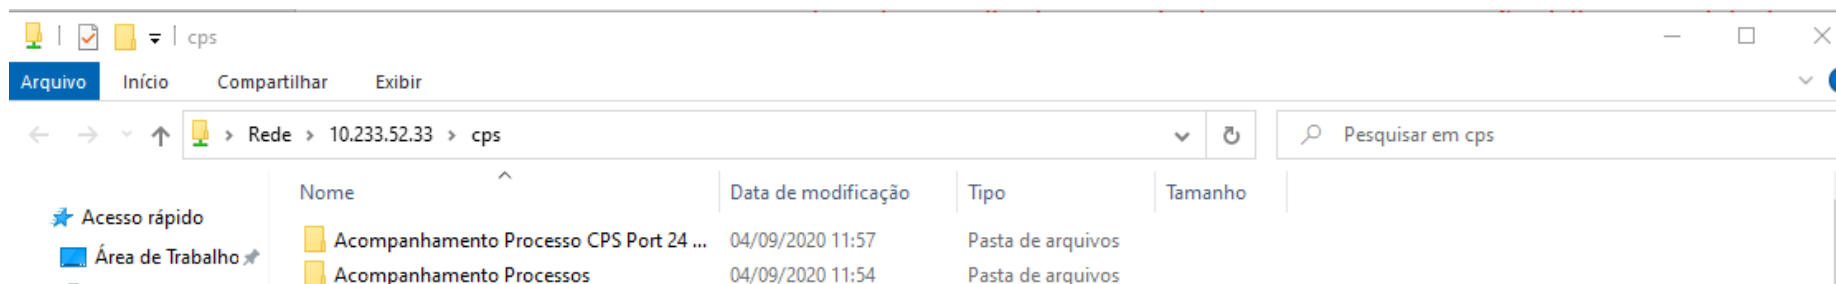 cps
Arquivo Início Compartilhar Exibir
Rede > 10.233.52.33 > cps
Pesquisar em cps
Nome Data de modificação Tipo Tamanho
Acesso rápido
Área de Trabalho
Acompanhamento Processo CPS Port 24 ... 04/09/2020 11:57 Pasta de arquivos
Acompanhamento Processos 04/09/2020 11:54 Pasta de arquivos